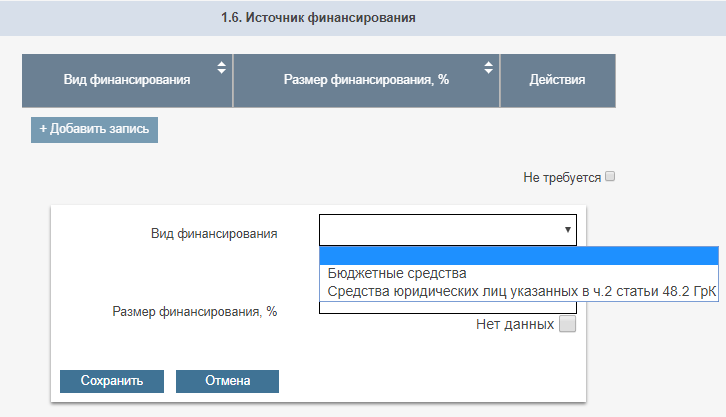 1.6. Источник финансирования
Вид финансирования Размер финансирования, % Действия
+ Добавить запись
Не требуется
Вид финансирования
Бюджетные средства
Средства юридических лиц указанных в ч.2 статьи 48.2 ГрК
Размер финансирования, %
Нет данных
Сохранить Отмена